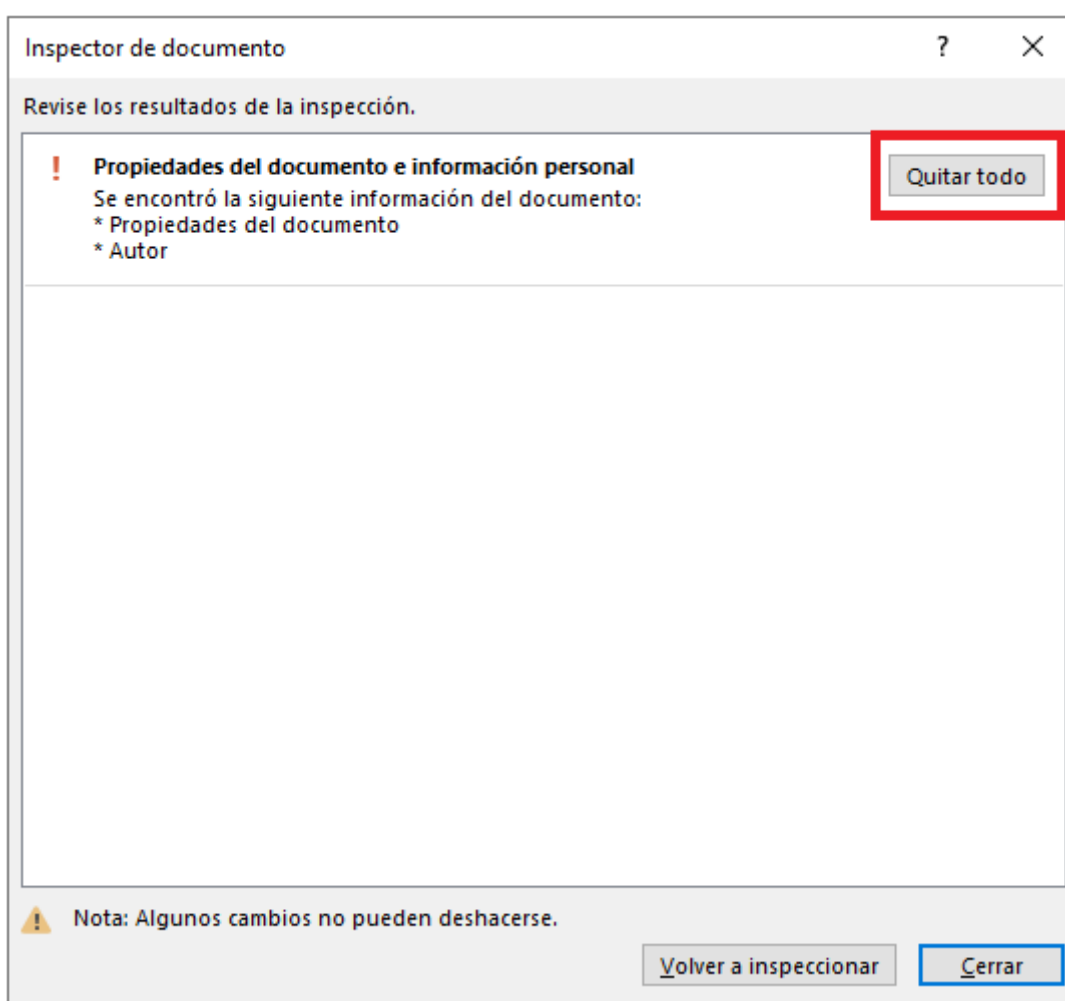 Inspector de documento ?
Revise los resultados de la inspección.
! Propiedades del documento e información personal
Quitar todo
Se encontró la siguiente información del documento:
* Propiedades del documento
* Autor
Nota: Algunos cambios no pueden deshacerse.
Volver a inspeccionar Cerrar